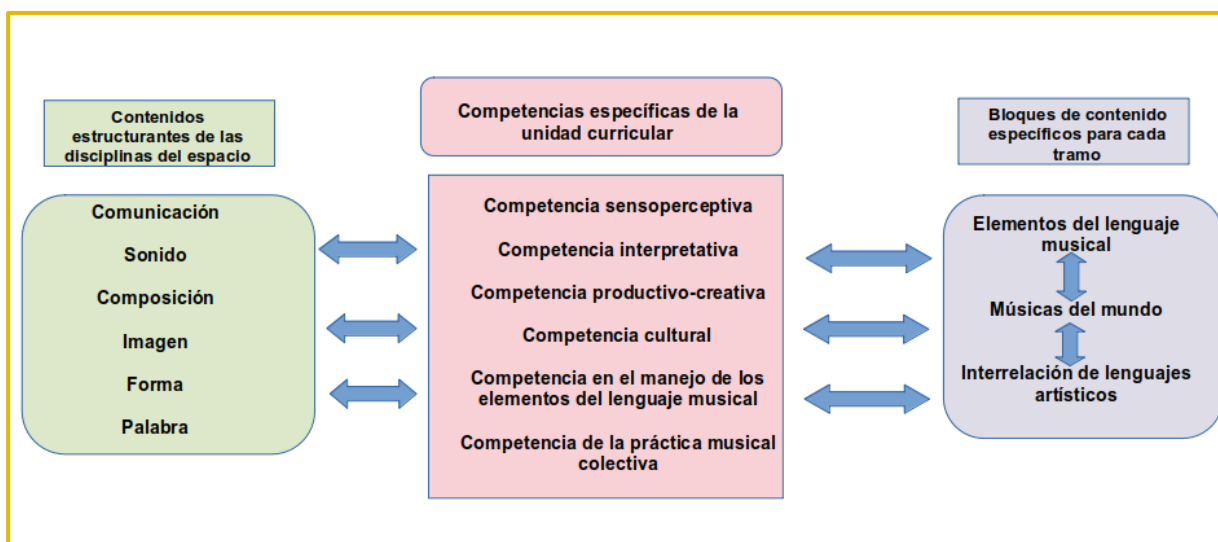 Contenidos
estructurantes de las
disciplinas del espacio
Comunicación
Sonido
Composición
Imagen
Forma
Palabra
Competencias específicas de la
unidad curricular
Competencia sensoperceptiva
Competencia interpretativa
Competencia productivo-creativa
Competencia cultural
Competencia en el manejo de los
elementos del lenguaje musical
Competencia de la práctica musical
colectiva
Bloques de contenido
específicos para cada
tramo
Elementos del lenguaje
musical
Músicas del mundo
Interrelación de lenguajes
artísticos